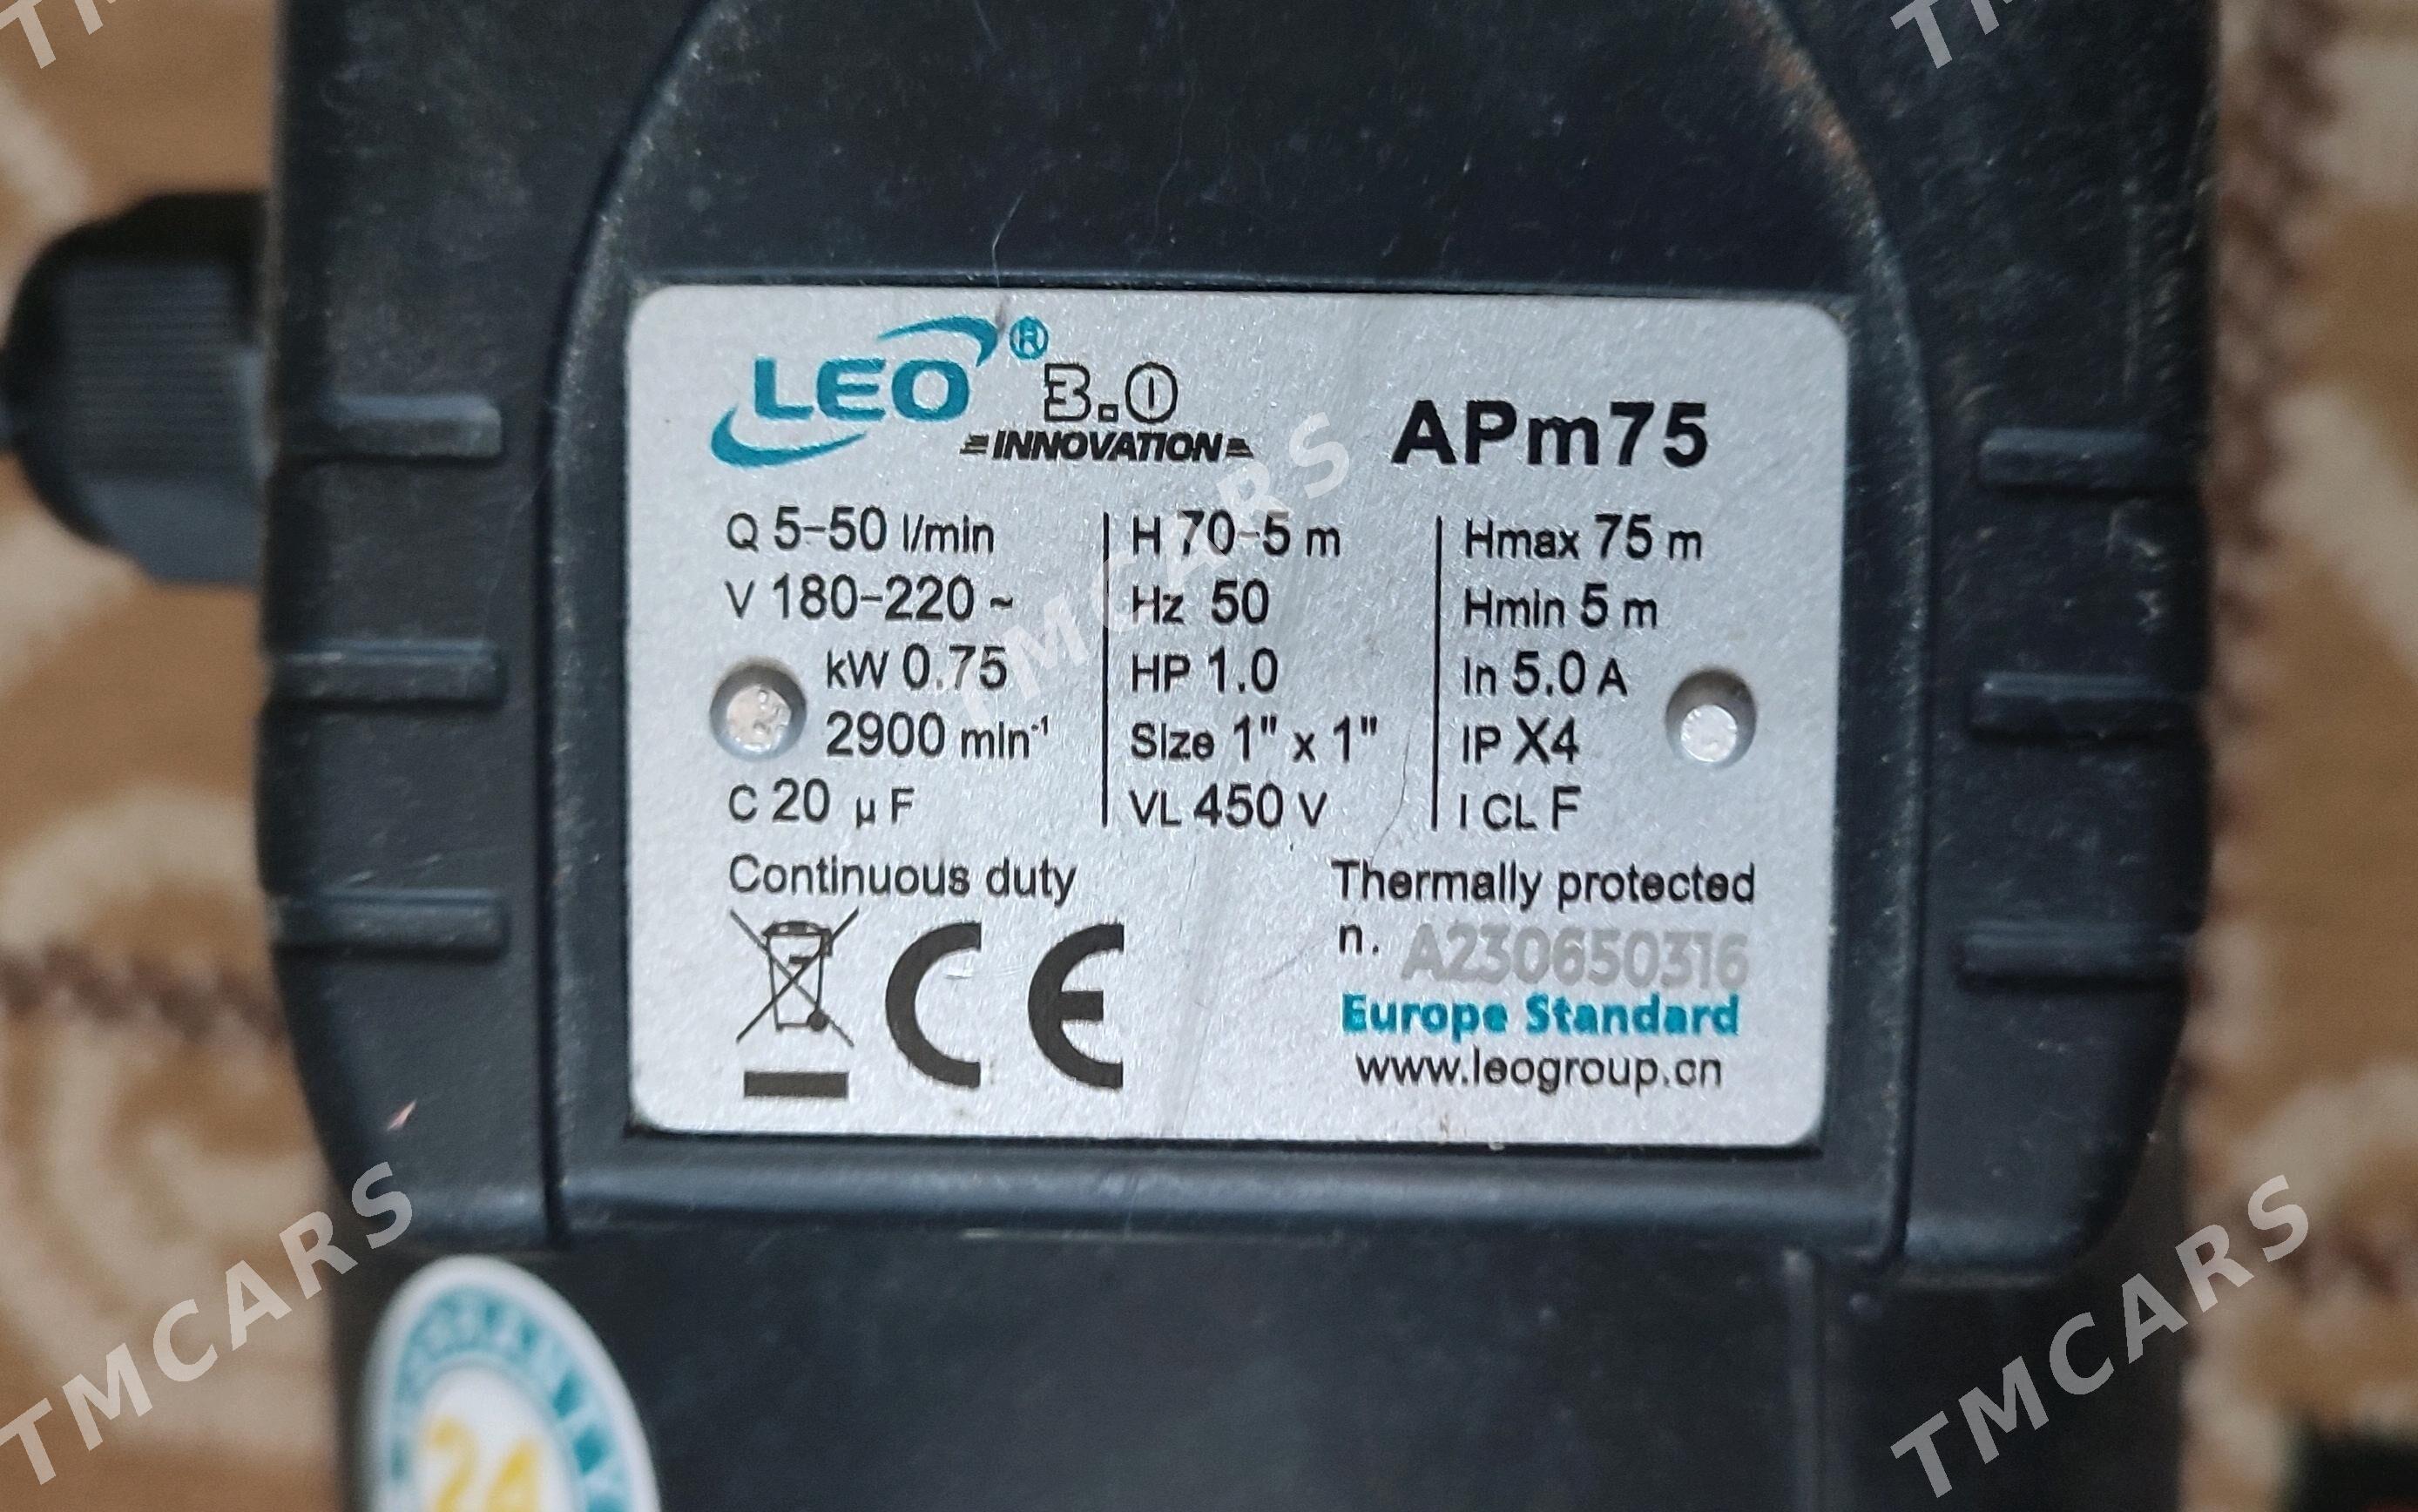 LEO® 3.0
INNOVATION
APm75
Q 5-50 l/min
H 70-5 m
Hmax 75 m
V 180-220 ~
Hz 50
Hmin 5 m
kW 0.75
HP 1.0
In 5.0 A
2900 min⁻¹
Size 1" x 1"
IP X4
C 20 µF
VL 450 V
I CL F
Continuous duty
Thermally protected
n. A230650316
CE
Europe Standard
www.leogroup.cn
24
TMCARS
TMCARS
TMCARS